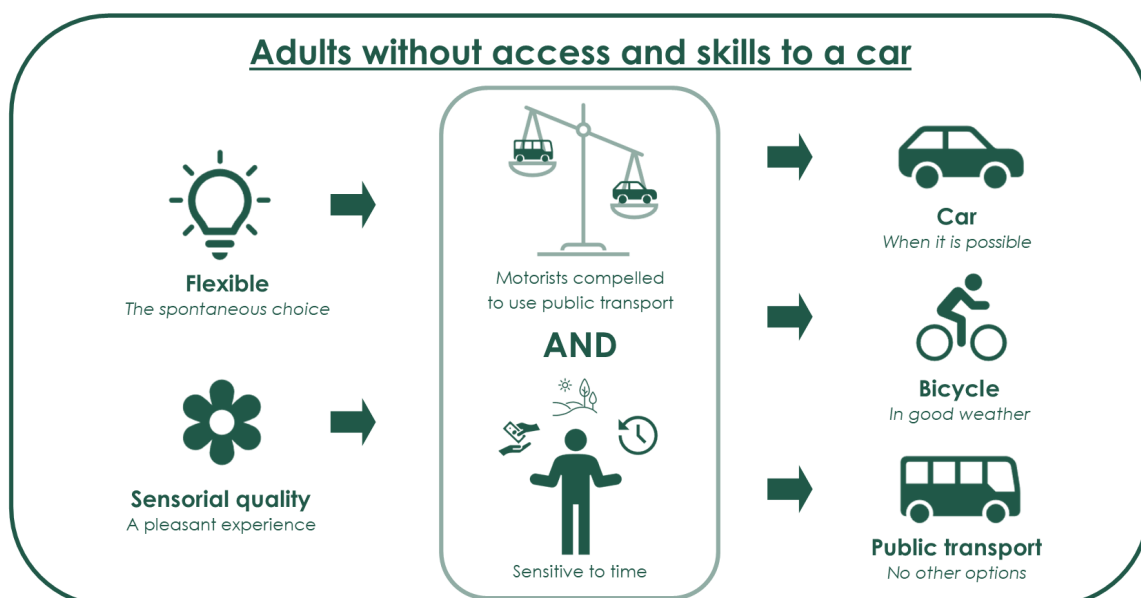 Adults without access and skills to a car
Flexible
The spontaneous choice
Sensorial quality
A pleasant experience
Motorists compelled
to use public transport
AND
Sensitive to time
Car
When it is possible
Bicycle
In good weather
Public transport
No other options